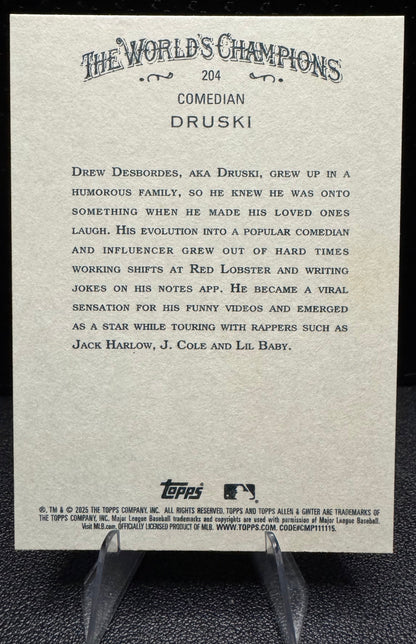 THE WORLD'S CHAMPIONS
204
COMEDIAN
DRUSKI
DREW DESBORDES, AKA DRUSKI, GREW UP IN A
HUMOROUS FAMILY, SO HE KNEW HE WAS ONTO
SOMETHING WHEN HE MADE HIS LOVED ONES
LAUGH. HIS EVOLUTION INTO A POPULAR COMEDIAN
AND INFLUENCER GREW OUT OF HARD TIMES
WORKING SHIFTS AT RED LOBSTER AND WRITING
JOKES ON HIS NOTES APP. HE BECAME A VIRAL
SENSATION FOR HIS FUNNY VIDEOS AND EMERGED
AS A STAR WHILE TOURING WITH RAPPERS SUCH AS
JACK HARLOW, J. COLE AND LIL BABY.
topps
®, TM & © 2025 THE TOPPS COMPANY, INC. ALL RIGHTS RESERVED. TOPPS AND TOPPS ALLEN & GINTER ARE TRADEMARKS OF
THE TOPPS COMPANY, INC. Major League Baseball trademarks and copyrights are used with permission of Major League Baseball.
Visit MLB.com. OFFICIALLY LICENSED PRODUCT OF MLB. WWW.TOPPS.COM. CODE#CMP111115.